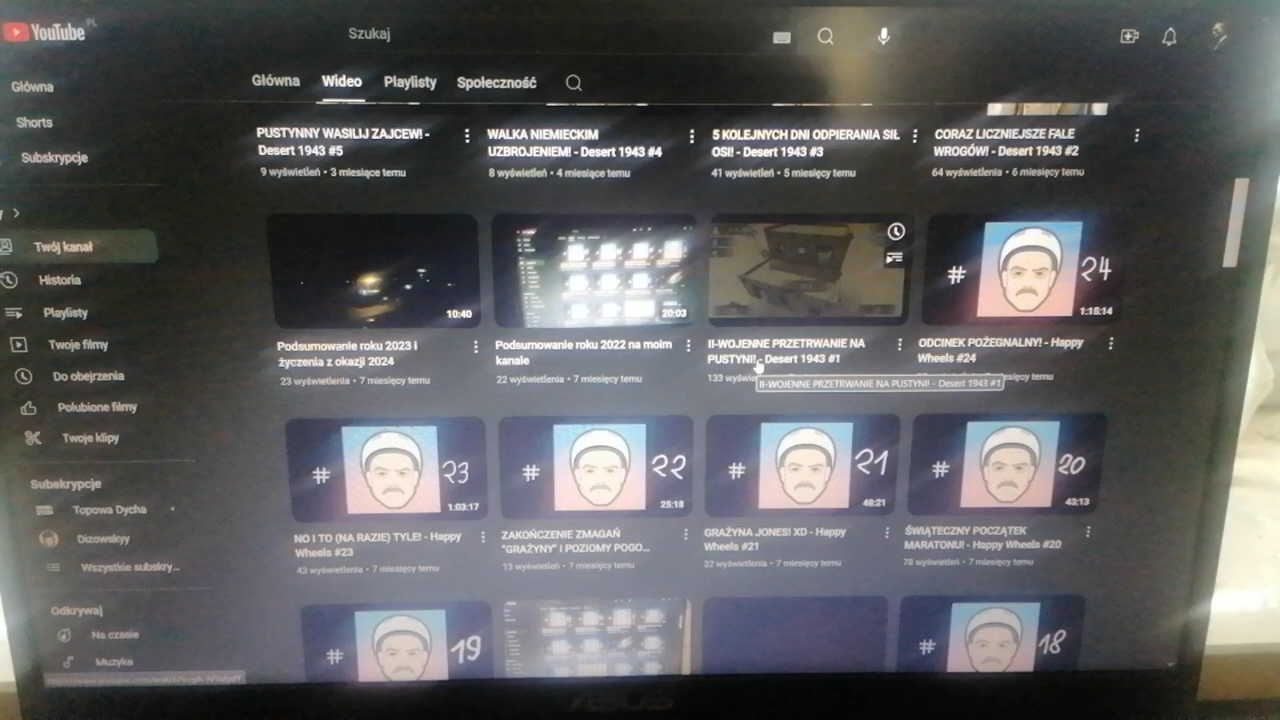 YouTube PL
Szukaj
Główna
Shorts
Subskrypcje
Twój kanał
Historia
Playlisty
Twoje filmy
Do obejrzenia
Polubione filmy
Twoje klipy
Subskrypcje
Topowa Dycha
Dizowskyy
Wszystkie subskry...
Odkrywaj
Na czasie
Muzyka
Główna Wideo Playlisty Społeczność
PUSTYNNY WASILIJ ZAJCEW! -
Desert 1943 #5
9 wyświetleń • 3 miesiące temu
WALKA NIEMIECKIM
UZBROJENIEM! - Desert 1943 #4
8 wyświetleń • 4 miesiące temu
5 KOLEJNYCH DNI ODPIERANIA SIŁ
OSI! - Desert 1943 #3
41 wyświetleń • 5 miesięcy temu
CORAZ LICZNIEJSZE FALE
WROGÓW! - Desert 1943 #2
64 wyświetlenia • 6 miesięcy temu
10:40
Podsumowanie roku 2023 i
życzenia z okazji 2024
23 wyświetlenia • 7 miesięcy temu
20:03
Podsumowanie roku 2022 na moim
kanale
22 wyświetlenia • 7 miesięcy temu
II-WOJENNE PRZETRWANIE NA
PUSTYNI! - Desert 1943 #1
133 wyświe
II-WOJENNE PRZETRWANIE NA PUSTYNI! - Desert 1943 #1
# 24
1:15:14
ODCINEK POŻEGNALNY! - Happy
Wheels #24
temu
# 23
1:03:17
NO I TO (NA RAZIE) TYLE! - Happy
Wheels #23
43 wyświetlenia • 7 miesięcy temu
# 22
25:18
ZAKOŃCZENIE ZMAGAŃ
"GRAŻYNY" I POZIOMY POGO...
13 wyświetleń • 7 miesięcy temu
# 21
48:21
GRAŻYNA JONES! XD - Happy
Wheels #21
32 wyświetlenia • 7 miesięcy temu
# 20
43:13
ŚWIĄTECZNY POCZĄTEK
MARATONU! - Happy Wheels #20
78 wyświetleń • 7 miesięcy temu
# 19
# 18
ASUS